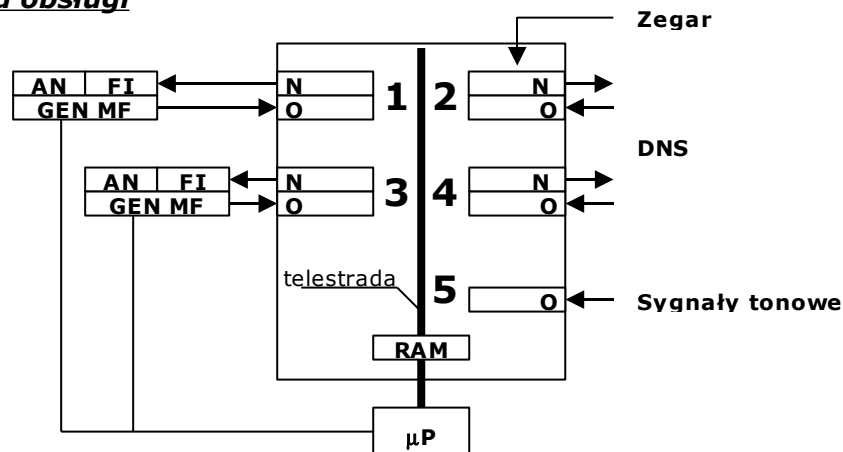 obsługi
Zegar
AN FI N 1 2 N
GEN MF O O
DNS
AN FI N 3 4 N
GEN MF O O
telestrada 5
O Sygnały tonowe
RAM
µP